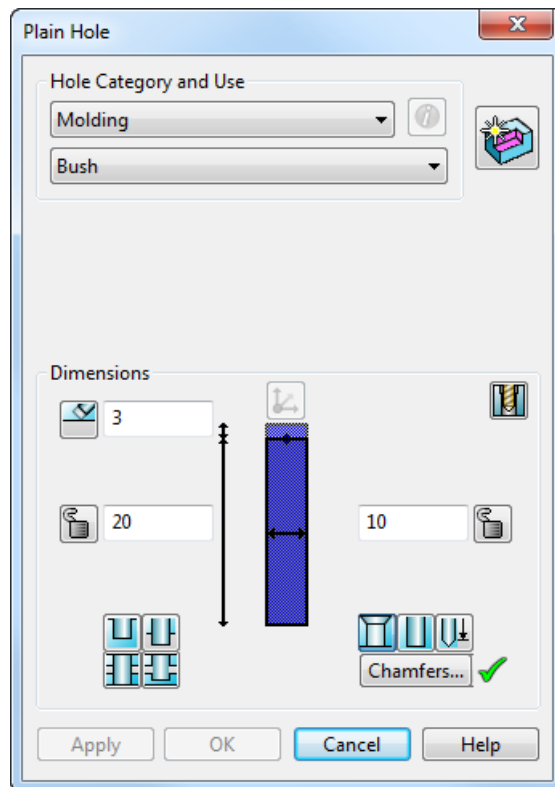 Plain Hole
Hole Category and Use
Molding
Bush
Dimensions
3
20
10
Chamfers...
Apply
OK
Cancel
Help